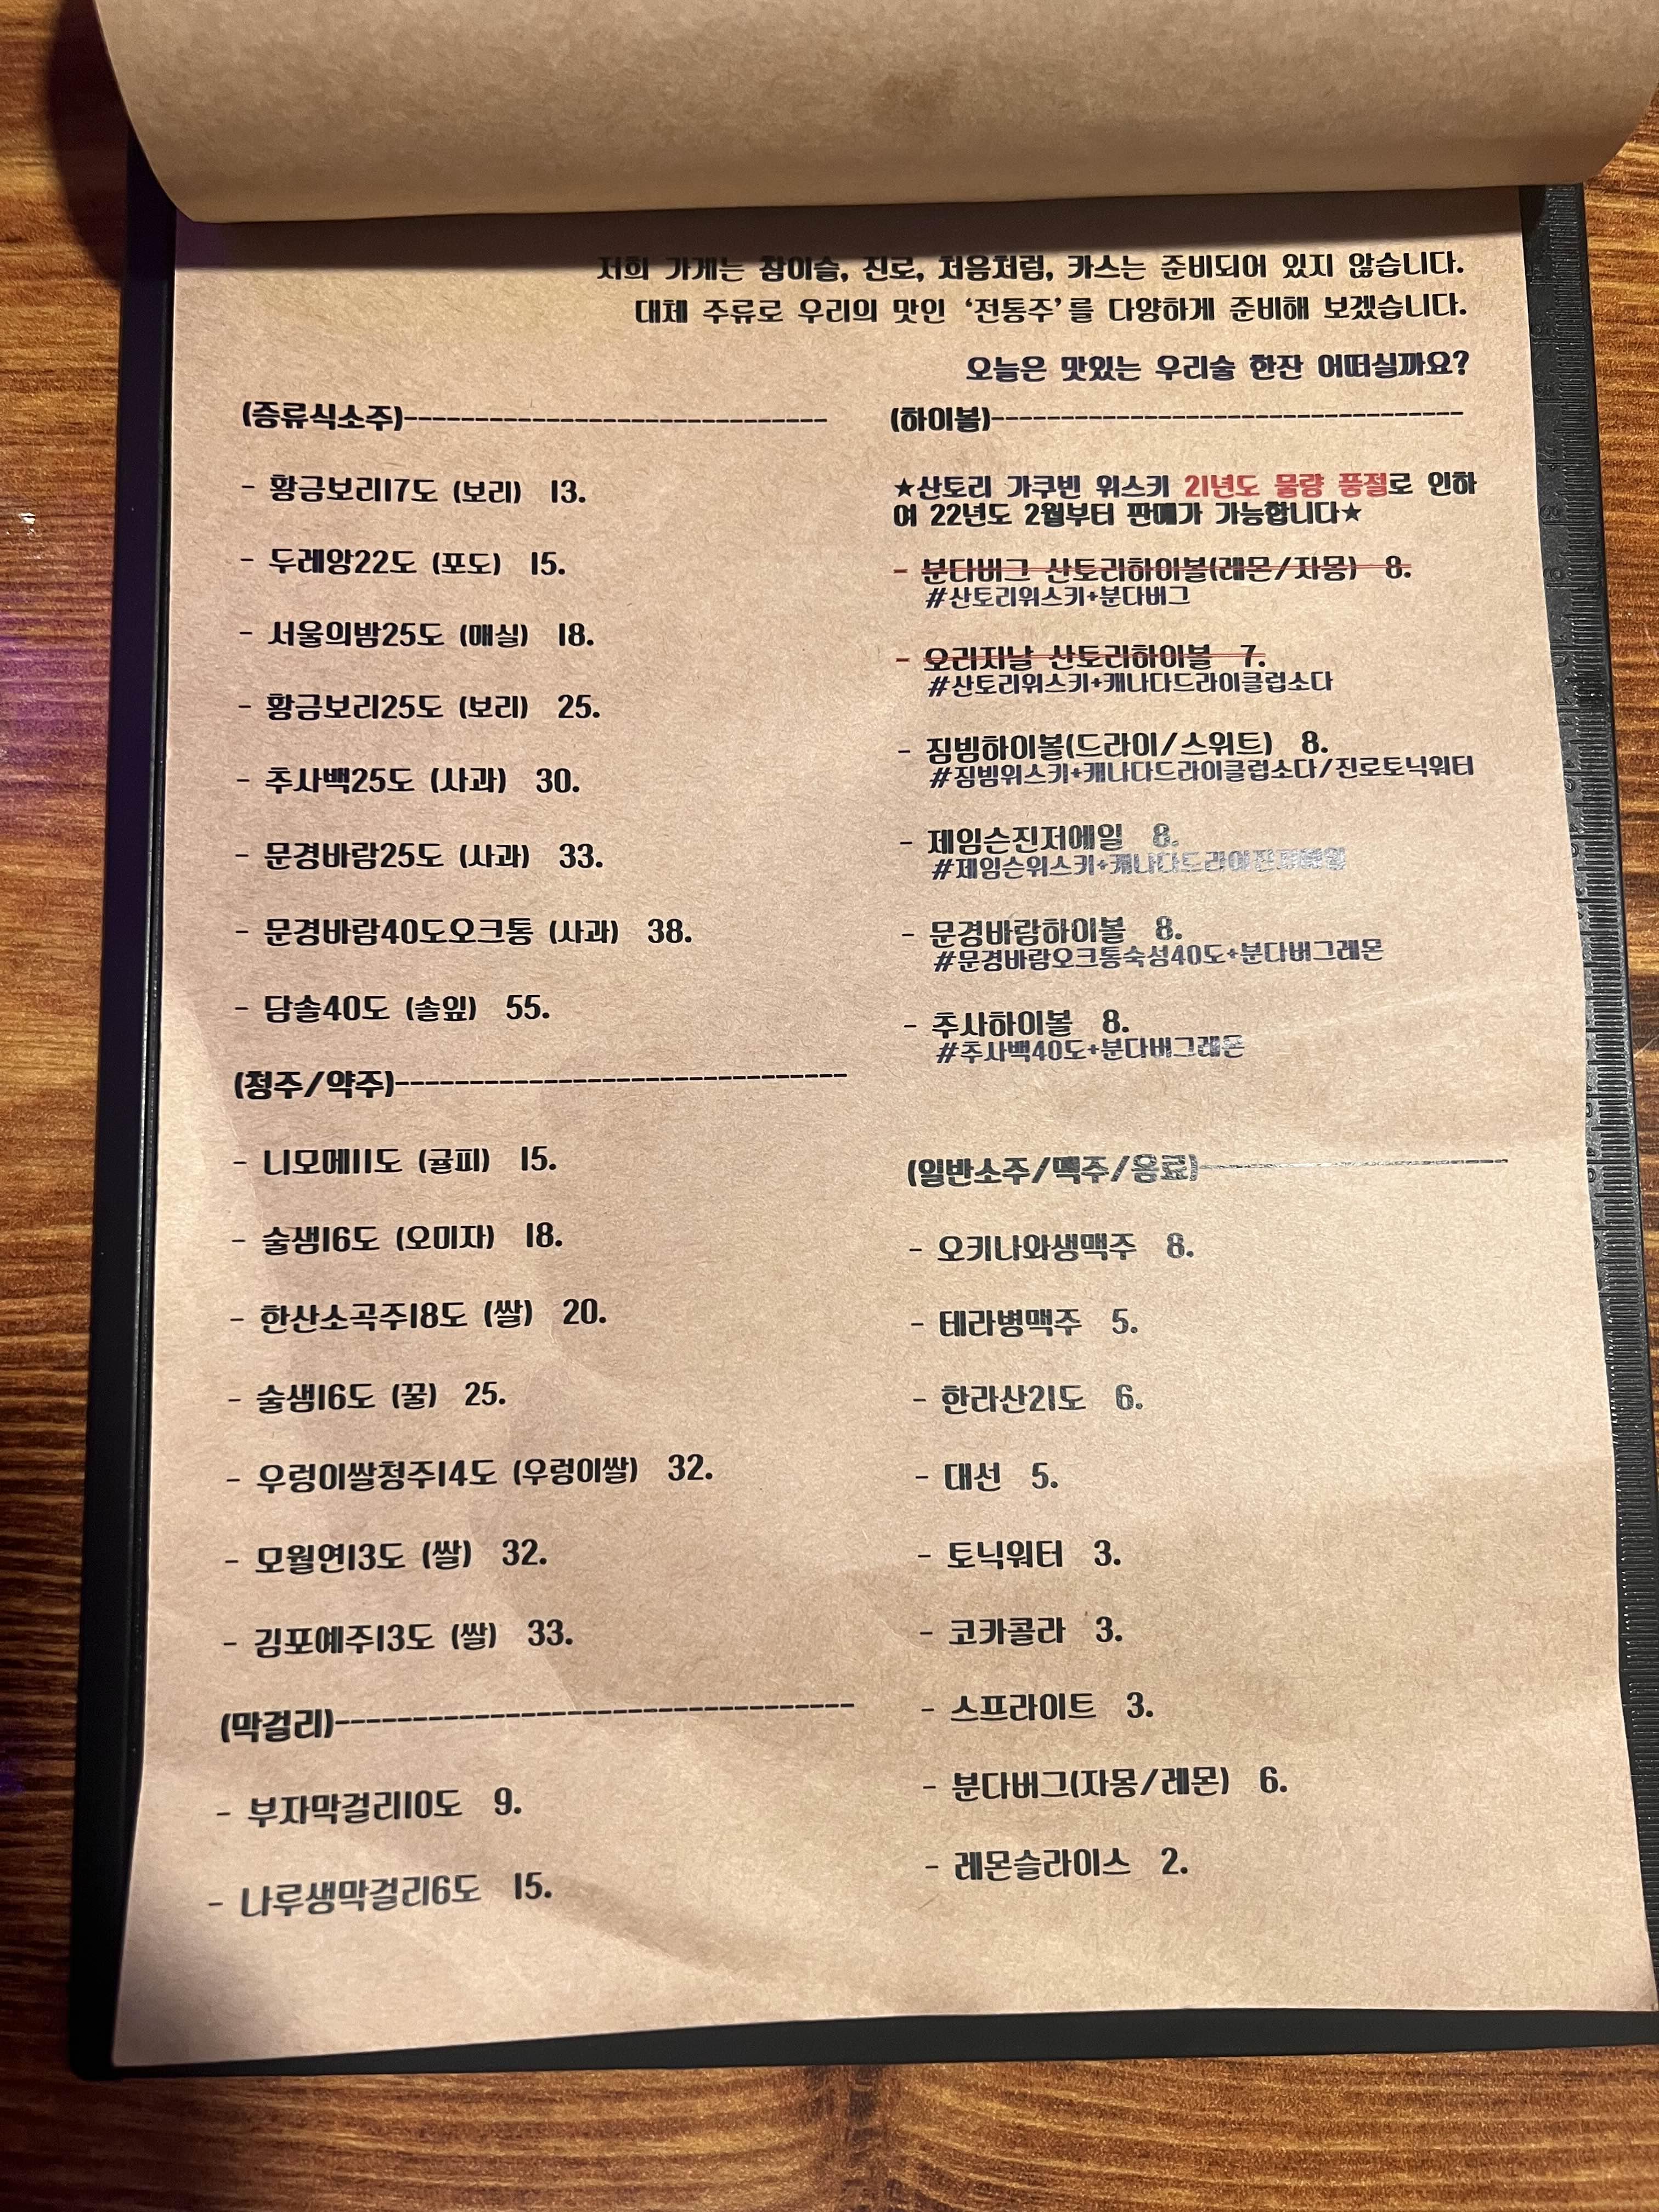 저희 가게는 참이슬, 진로, 처음처럼, 카스는 준비되어 있지 않습니다.
대체 주류로 우리의 맛인 '전통주'를 다양하게 준비해 보겠습니다.
오늘은 맛있는 우리술 한잔 어떠실까요?
(증류식소주)------------------------------
- 황금보리17도 (보리) 13.
- 두레앙22도 (포도) 15.
- 서울의밤25도 (매실) 18.
- 황금보리25도 (보리) 25.
- 추사백25도 (사과) 30.
- 문경바람25도 (사과) 33.
- 문경바람40도오크통 (사과) 38.
- 담솔40도 (솔잎) 55.
(청주/약주)------------------------------
- 니모메11도 (귤피) 15.
- 술샘16도 (오미자) 18.
- 한산소곡주18도 (쌀) 20.
- 술샘16도 (꿀) 25.
- 우렁이쌀청주14도 (우렁이쌀) 32.
- 모월연13도 (쌀) 32.
- 김포예주13도 (쌀) 33.
(막걸리)----------------------------------
- 부자막걸리10도 9.
- 나루생막걸리6도 15.
(하이볼)----------------------------------
★산토리 가쿠빈 위스키 21년도 물량 품절로 인하
여 22년도 2월부터 판매가 가능합니다★
- 분다버그 산토리하이볼(레몬/자몽) 8.
#산토리위스키+분다버그
- 오리지날 산토리하이볼 7.
#산토리위스키+캐나다드라이클럽소다
- 짐빔하이볼(드라이/스위트) 8.
#짐빔위스키+캐나다드라이클럽소다/진로토닉워터
- 제임슨진저에일 8.
#제임슨위스키+캐나다드라이진저에일
- 문경바람하이볼 8.
#문경바람오크통숙성40도+분다버그레몬
- 추사하이볼 8.
#추사백40도+분다버그레몬
(일반소주/맥주/음료)----------------------
- 오키나와생맥주 8.
- 테라병맥주 5.
- 한라산21도 6.
- 대선 5.
- 토닉워터 3.
- 코카콜라 3.
- 스프라이트 3.
- 분다버그(자몽/레몬) 6.
- 레몬슬라이스 2.